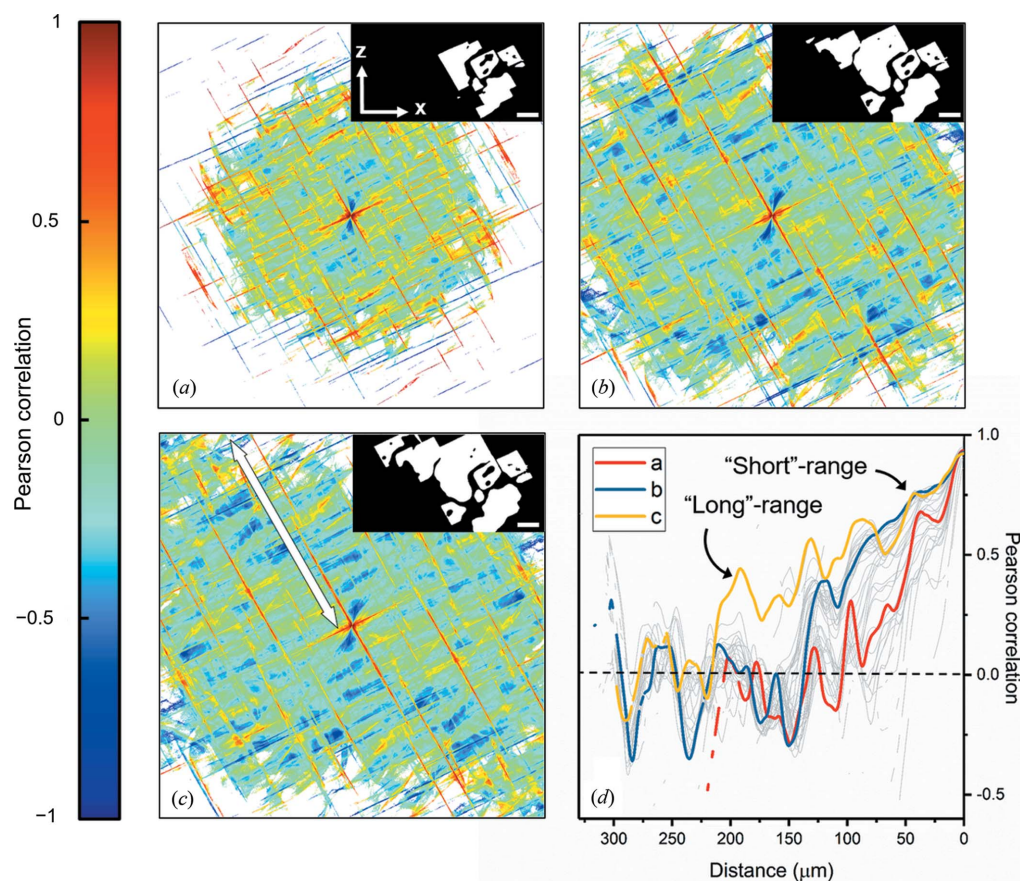 Pearson correlation
1
0.5
0
−0.5
−1
z
x
(a)
(b)
(c)
a
b
c
"Short"-range
"Long"-range
(d)
1.0
0.5
0.0
-0.5
Pearson correlation
300
250
200
150
100
50
0
Distance (μm)